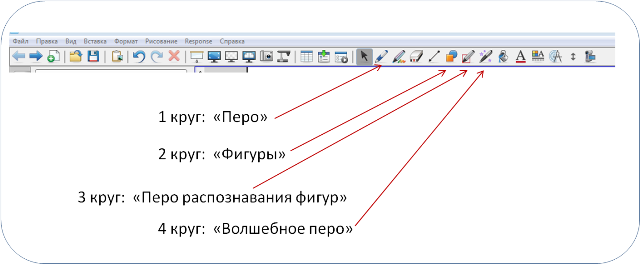 Файл Правка Вид Вставка Формат Рисование Response Справка
1 круг: «Перо»
2 круг: «Фигуры»
3 круг: «Перо распознавания фигур»
4 круг: «Волшебное перо»